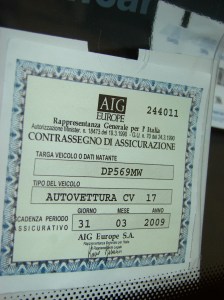 AIG
EUROPE
244011
Rappresentanza Generale per l' Italia
CONTRASSEGNO DI ASSICURAZIONE
TARGA VEICOLO O DATI NATANTE
DP569MW
TIPO DEL VEICOLO
AUTOVETTURA CV 17
SCADENZA PERIODO ASSICURATIVO
GIORNO MESE ANNO
31 03 2009
AIG Europe S.A.